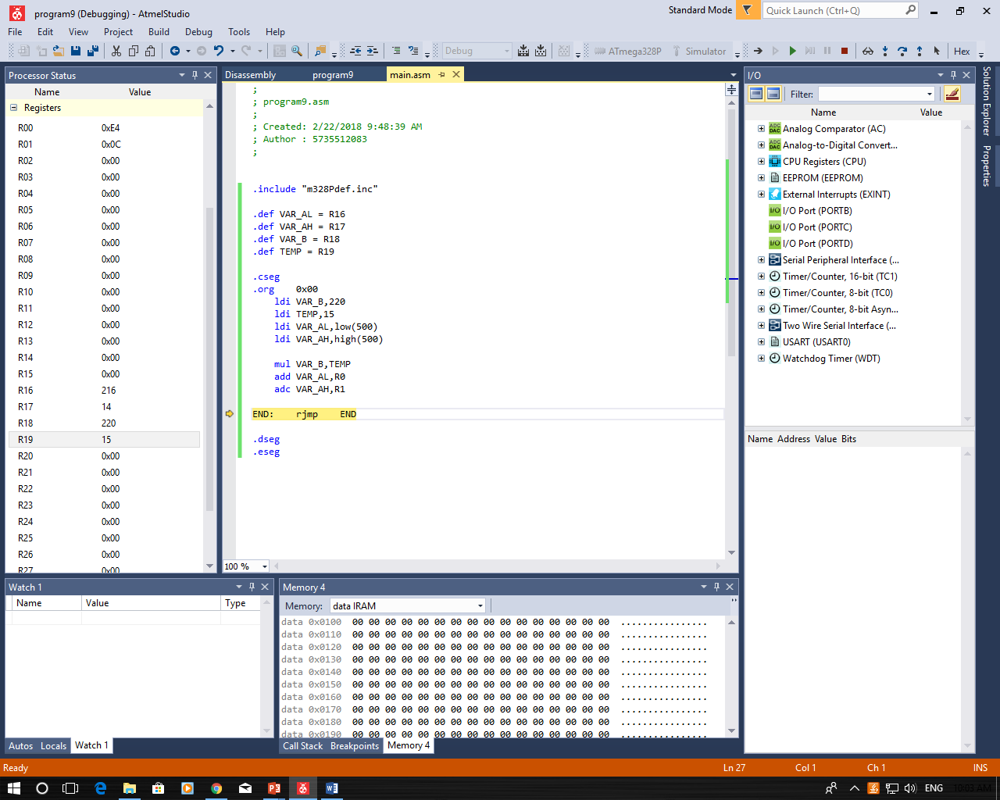 program9 (Debugging) - AtmelStudio
Standard Mode
Quick Launch (Ctrl+Q)
File Edit View Project Build Debug Tools Help
Debug
ATmega328P
Simulator
Hex
Processor Status
Name Value
Registers
R00 0xE4
R01 0x0C
R02 0x00
R03 0x00
R04 0x00
R05 0x00
R06 0x00
R07 0x00
R08 0x00
R09 0x00
R10 0x00
R11 0x00
R12 0x00
R13 0x00
R14 0x00
R15 0x00
R16 216
R17 14
R18 220
R19 15
R20 0x00
R21 0x00
R22 0x00
R23 0x00
R24 0x00
R25 0x00
R26 0x00
R27 0x00
Disassembly program9 main.asm
;
; program9.asm
;
; Created: 2/22/2018 9:48:39 AM
; Author : 5735512083
;
.include "m328Pdef.inc"
.def VAR_AL = R16
.def VAR_AH = R17
.def VAR_B = R18
.def TEMP = R19
.cseg
.org 0x00
ldi VAR_B,220
ldi TEMP,15
ldi VAR_AL,low(500)
ldi VAR_AH,high(500)
mul VAR_B,TEMP
add VAR_AL,R0
adc VAR_AH,R1
END: rjmp END
.dseg
.eseg
100 %
I/O
Filter:
Name Value
Analog Comparator (AC)
Analog-to-Digital Convert...
CPU Registers (CPU)
EEPROM (EEPROM)
External Interrupts (EXINT)
I/O Port (PORTB)
I/O Port (PORTC)
I/O Port (PORTD)
Serial Peripheral Interface (...
Timer/Counter, 16-bit (TC1)
Timer/Counter, 8-bit (TC0)
Timer/Counter, 8-bit Asyn...
Two Wire Serial Interface (...
USART (USART0)
Watchdog Timer (WDT)
Name Address Value Bits
Solution Explorer
Properties
Watch 1
Name Value Type
Autos Locals Watch 1
Memory 4
Memory: data IRAM
data 0x0100 00 00 00 00 00 00 00 00 00 00 00 00 00 00 00 00 ................
data 0x0110 00 00 00 00 00 00 00 00 00 00 00 00 00 00 00 00 ................
data 0x0120 00 00 00 00 00 00 00 00 00 00 00 00 00 00 00 00 ................
data 0x0130 00 00 00 00 00 00 00 00 00 00 00 00 00 00 00 00 ................
data 0x0140 00 00 00 00 00 00 00 00 00 00 00 00 00 00 00 00 ................
data 0x0150 00 00 00 00 00 00 00 00 00 00 00 00 00 00 00 00 ................
data 0x0160 00 00 00 00 00 00 00 00 00 00 00 00 00 00 00 00 ................
data 0x0170 00 00 00 00 00 00 00 00 00 00 00 00 00 00 00 00 ................
data 0x0180 00 00 00 00 00 00 00 00 00 00 00 00 00 00 00 00 ................
data 0x0190 00 00 00 00 00 00 00 00 00 00 00 00 00 00 00 00 ................
Call Stack Breakpoints Memory 4
Ready
Ln 27 Col 1 Ch 1 INS
ENG 10:03 AM